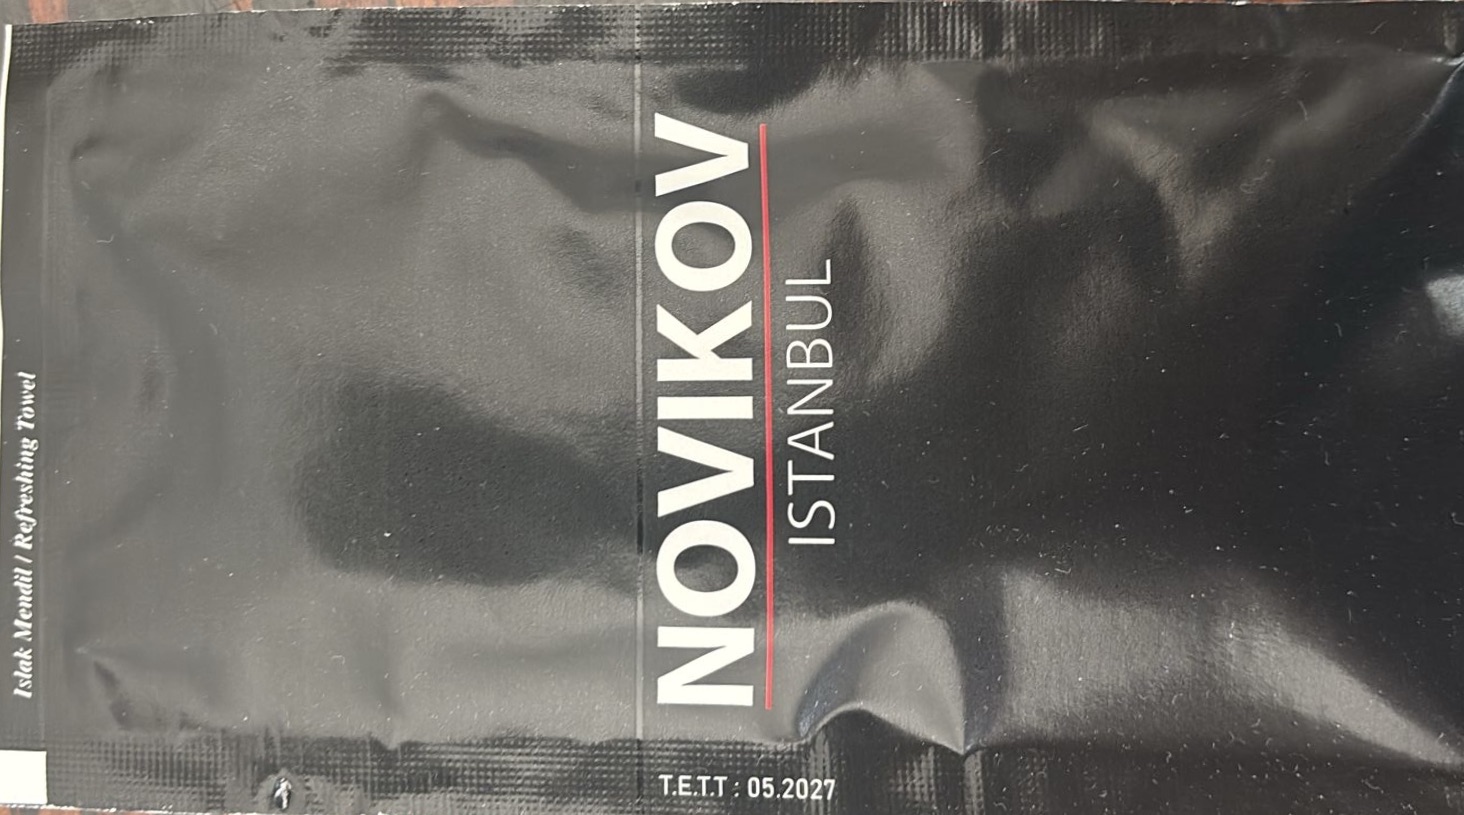 NOVIKOV
ISTANBUL
Islak Mendil / Refreshing Towel
T.E.T.T : 05.2027